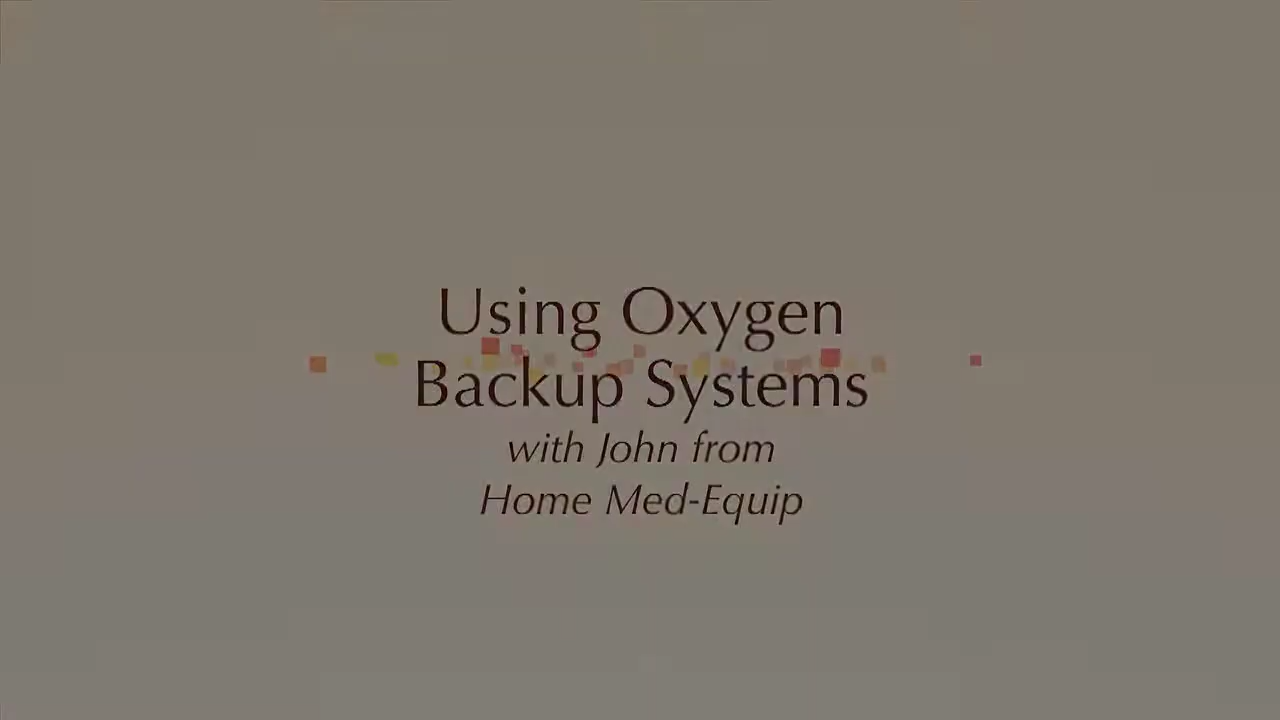 Using Oxygen
Backup Systems
with John from
Home Med-Equip